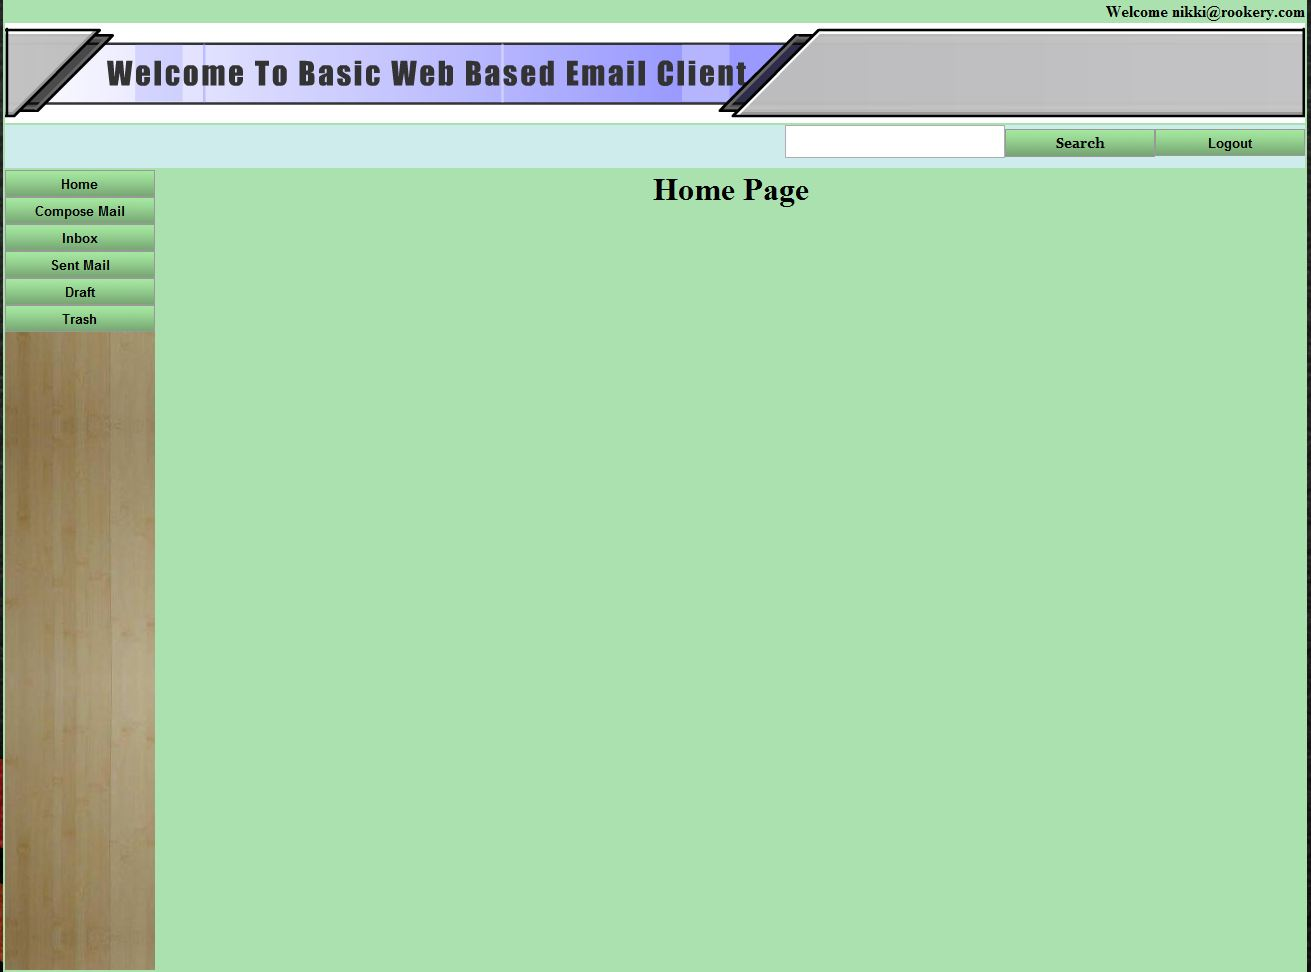 Welcome nikki@rookery.com
Welcome To Basic Web Based Email Client
Search
Logout
Home
Compose Mail
Inbox
Sent Mail
Draft
Trash
Home Page